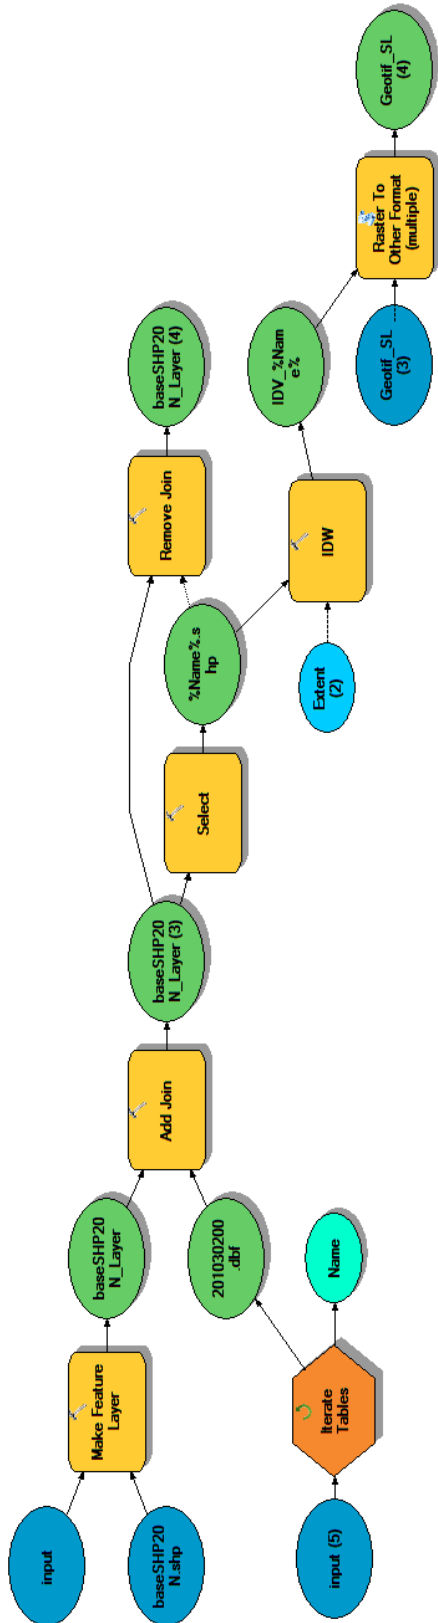 input
baseSHP20
N.shp
Make Feature
Layer
baseSHP20
N_Layer
input (5)
Iterate
Tables
201030200
.dbf
Name
Add Join
baseSHP20
N_Layer (3)
Select
%Name%.s
hp
Remove Join
baseSHP20
N_Layer (4)
Extent
(2)
IDW
IDV_%Nam
e%
Geotif_SL
(3)
Raster To
Other Format
(multiple)
Geotif_SL
(4)